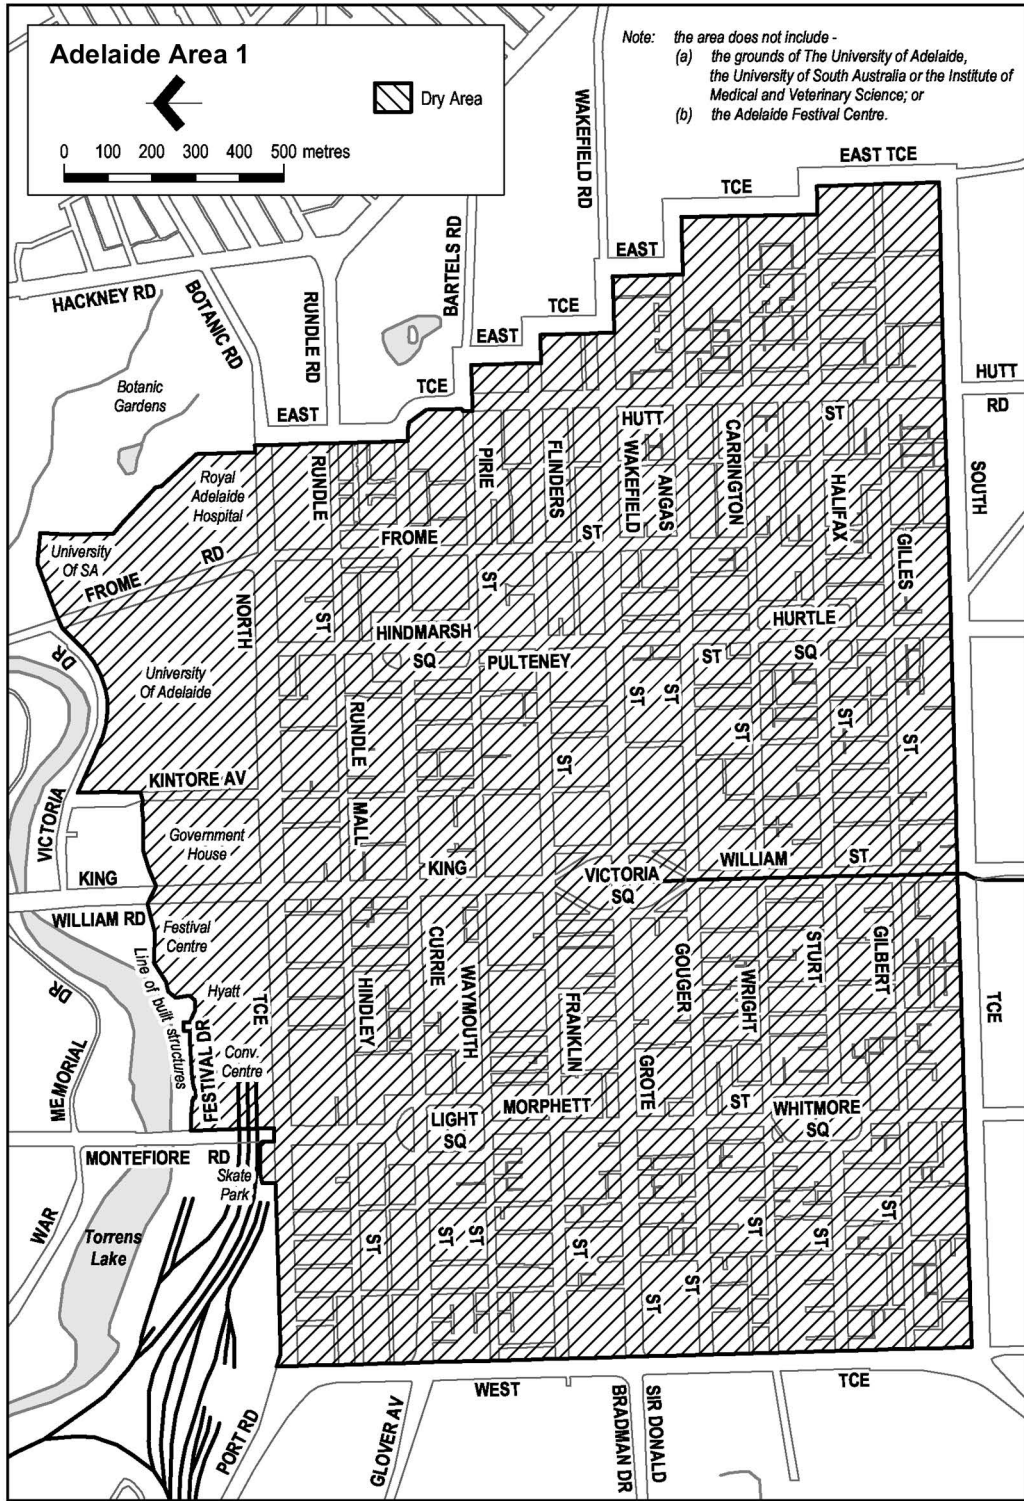 Adelaide Area 1
Dry Area
0 100 200 300 400 500 metres
Note: the area does not include -
(a) the grounds of The University of Adelaide,
the University of South Australia or the Institute of
Medical and Veterinary Science; or
(b) the Adelaide Festival Centre.
WAKEFIELD RD
EAST TCE
TCE
EAST
BARTELS RD
TCE
EAST
HACKNEY RD
BOTANIC RD
RUNDLE RD
TCE
EAST
HUTT
RD
Botanic
Gardens
Royal
Adelaide
Hospital
RUNDLE
PIRIE
FLINDERS
HUTT
ST
WAKEFIELD
ANGAS
CARRINGTON
HALIFAX
SOUTH
University
Of SA
FROME
RD
FROME
ST
GILLES
NORTH
ST
ST
HINDMARSH
SQ
PULTENEY
ST
HURTLE
SQ
DR
University
Of Adelaide
RUNDLE
ST
ST
ST
ST
ST
ST
KINTORE AV
VICTORIA
MALL
Government
House
KING
KING
VICTORIA
SQ
WILLIAM
ST
WILLIAM RD
Festival
Centre
Line of built structures
DR
Hyatt
TCE
CURRIE
WAYMOUTH
HINDLEY
FRANKLIN
GOUGER
WRIGHT
STURT
GILBERT
TCE
MEMORIAL
FESTIVAL DR
Conv.
Centre
GROTE
LIGHT
SQ
MORPHETT
ST
WHITMORE
SQ
MONTEFIORE RD
Skate
Park
WAR
Torrens
Lake
ST
ST
ST
ST
ST
ST
ST
ST
ST
WEST
TCE
PORT RD
GLOVER AV
BRADMAN DR
SIR DONALD